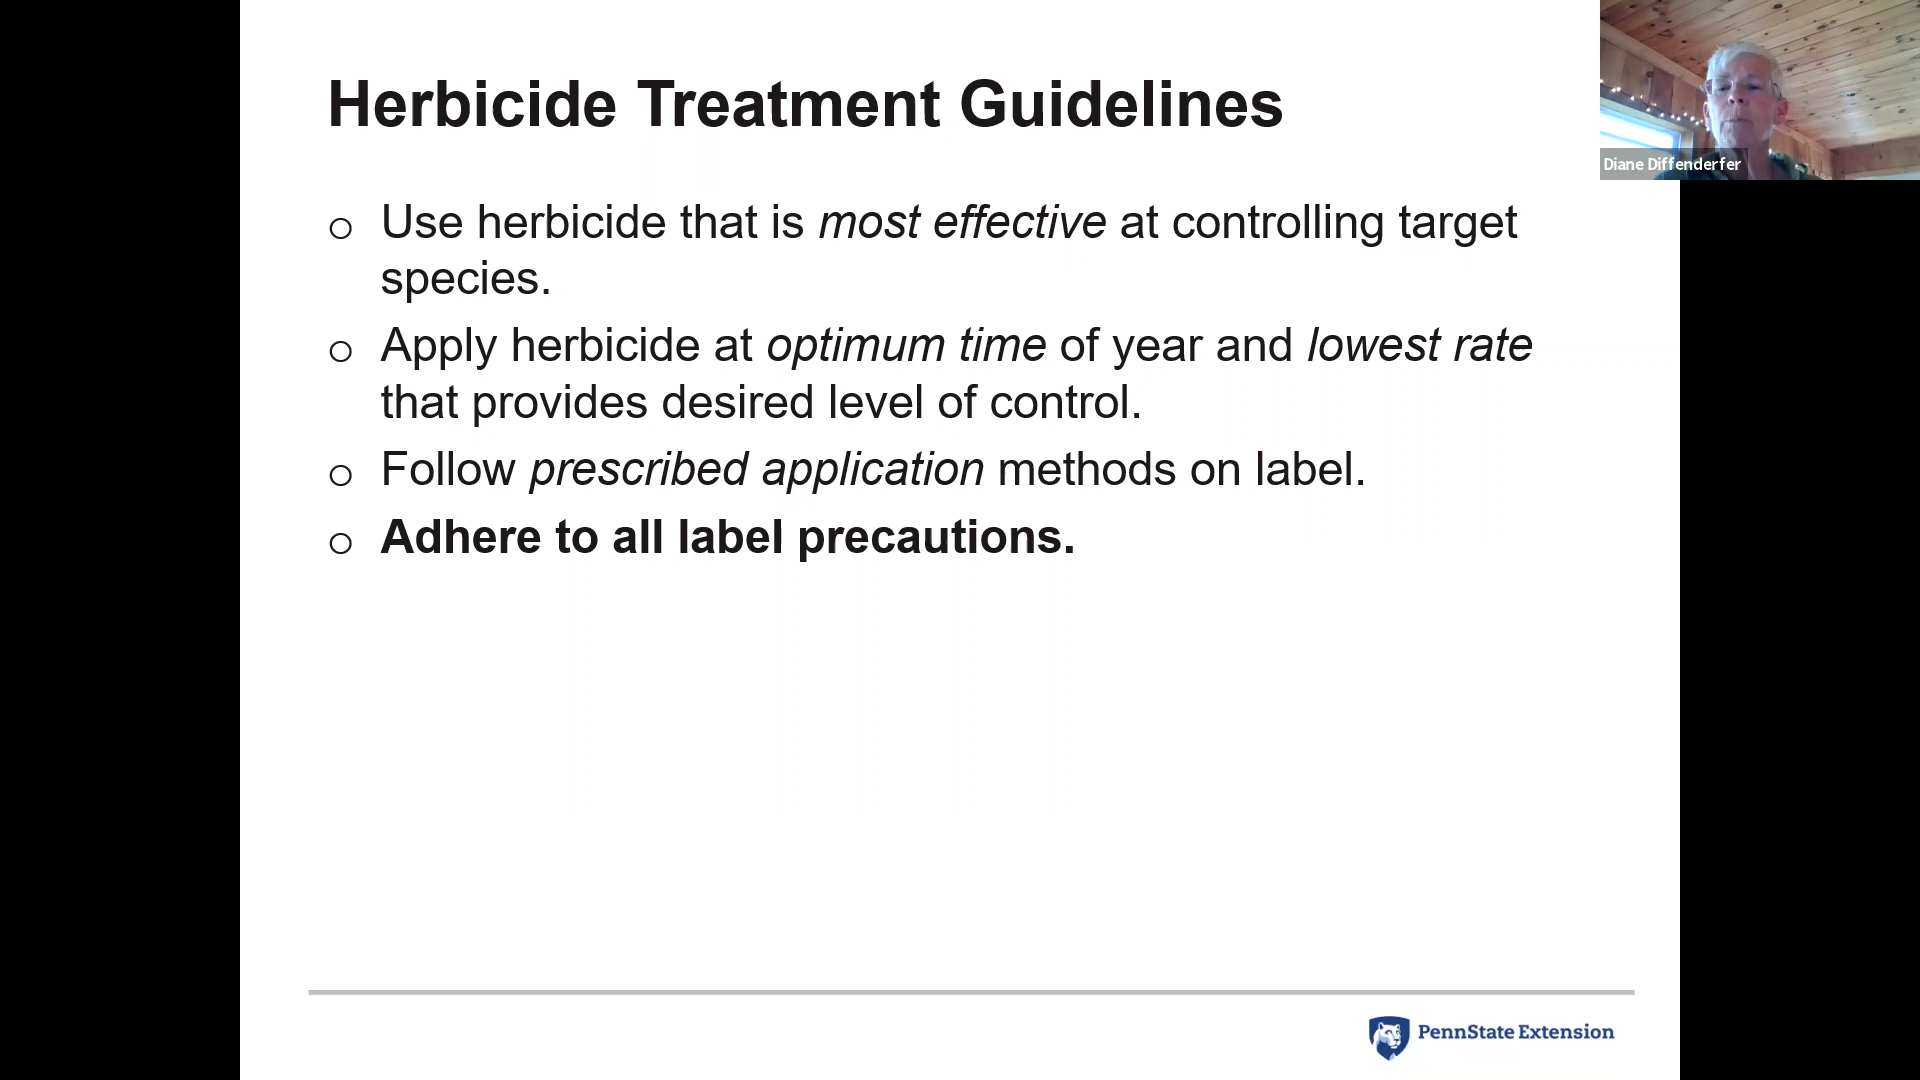 Herbicide Treatment Guidelines
Diane Diffenderfer
o Use herbicide that is most effective at controlling target
species.
o Apply herbicide at optimum time of year and lowest rate
that provides desired level of control.
o Follow prescribed application methods on label.
o Adhere to all label precautions.
PennState Extension